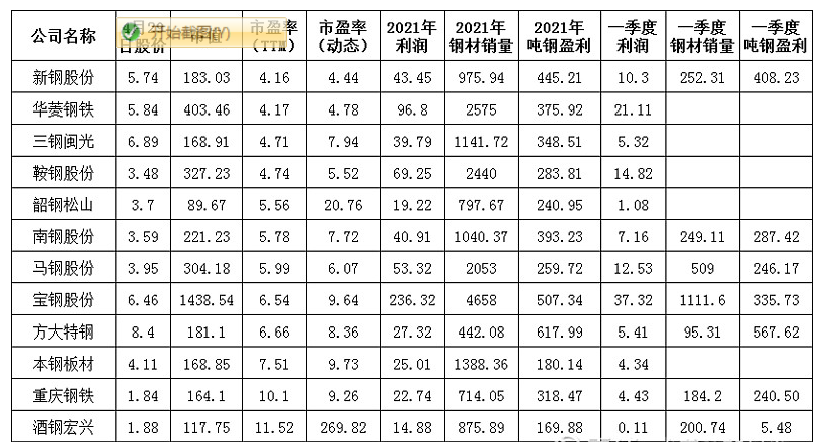 公司名称 4月29日股价 市值 市盈率（TTM） 市盈率（动态） 2021年利润 2021年钢材销量 2021年吨钢盈利 一季度利润 一季度钢材销量 一季度吨钢盈利
开始截图(V)
新钢股份 5.74 183.03 4.16 4.44 43.45 975.94 445.21 10.3 252.31 408.23
华菱钢铁 5.84 403.46 4.17 4.78 96.8 2575 375.92 21.11
三钢闽光 6.89 168.91 4.71 7.94 39.79 1141.72 348.51 5.32
鞍钢股份 3.48 327.23 4.74 5.52 69.25 2440 283.81 14.82
韶钢松山 3.7 89.67 5.56 20.76 19.22 797.67 240.95 1.08
南钢股份 3.59 221.23 5.78 7.72 40.91 1040.37 393.23 7.16 249.11 287.42
马钢股份 3.95 304.18 5.99 6.07 53.32 2053 259.72 12.53 509 246.17
宝钢股份 6.46 1438.54 6.54 9.64 236.32 4658 507.34 37.32 1111.6 335.73
方大特钢 8.4 181.1 6.66 8.36 27.32 442.08 617.99 5.41 95.31 567.62
本钢板材 4.11 168.85 7.51 9.73 25.01 1388.36 180.14 4.34
重庆钢铁 1.84 164.1 10.1 9.26 22.74 714.05 318.47 4.43 184.2 240.50
酒钢宏兴 1.88 117.75 11.52 269.82 14.88 875.89 169.88 0.11 200.74 5.48